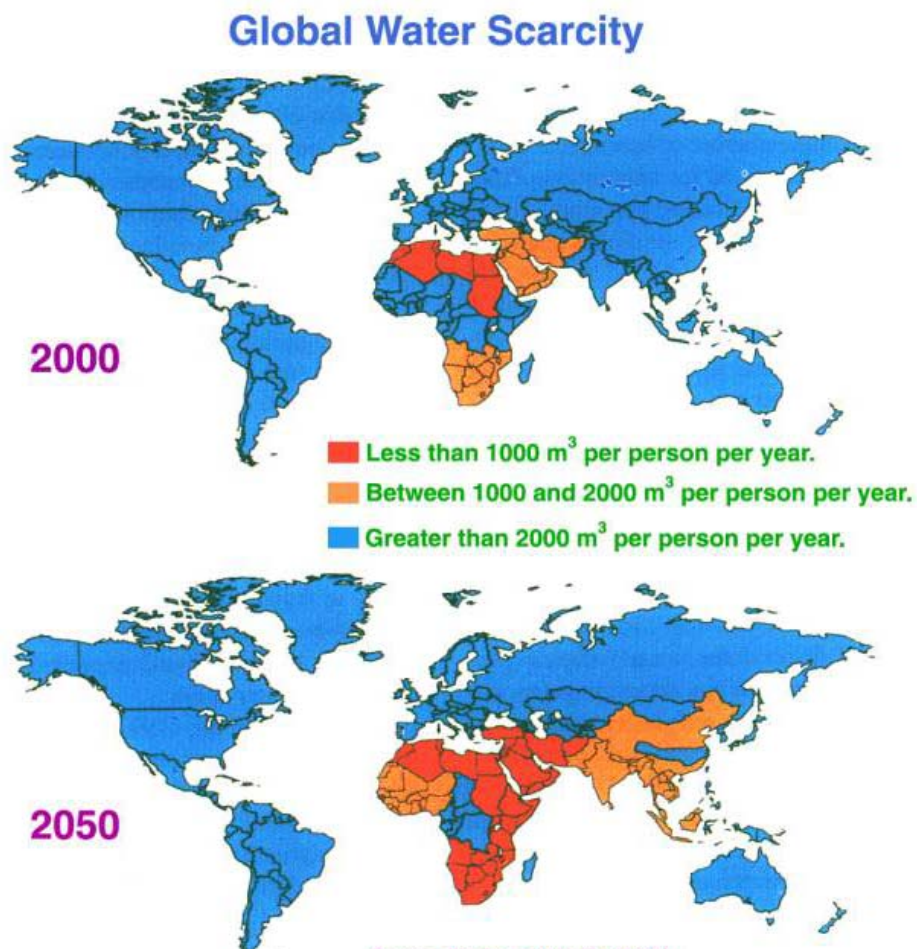 Global Water Scarcity
2000
Less than 1000 m³ per person per year.
Between 1000 and 2000 m³ per person per year.
Greater than 2000 m³ per person per year.
2050